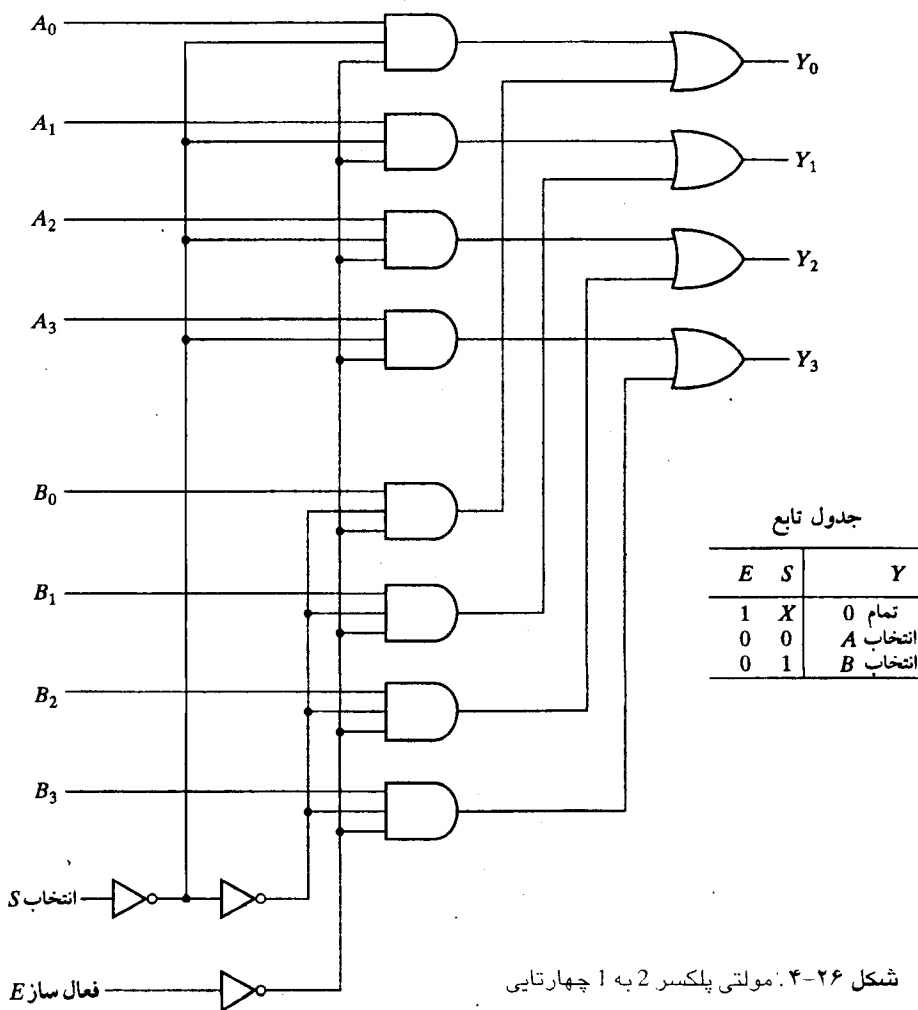 A₀
Y₀
A₁
Y₁
A₂
Y₂
A₃
Y₃
B₀
B₁
B₂
B₃
جدول تابع
E S Y
1 X تمام 0
0 0 انتخاب A
0 1 انتخاب B
انتخاب S
فعال ساز E
شکل ۲۶-۴: مولتی پلکسر 2 به 1 چهارتایی